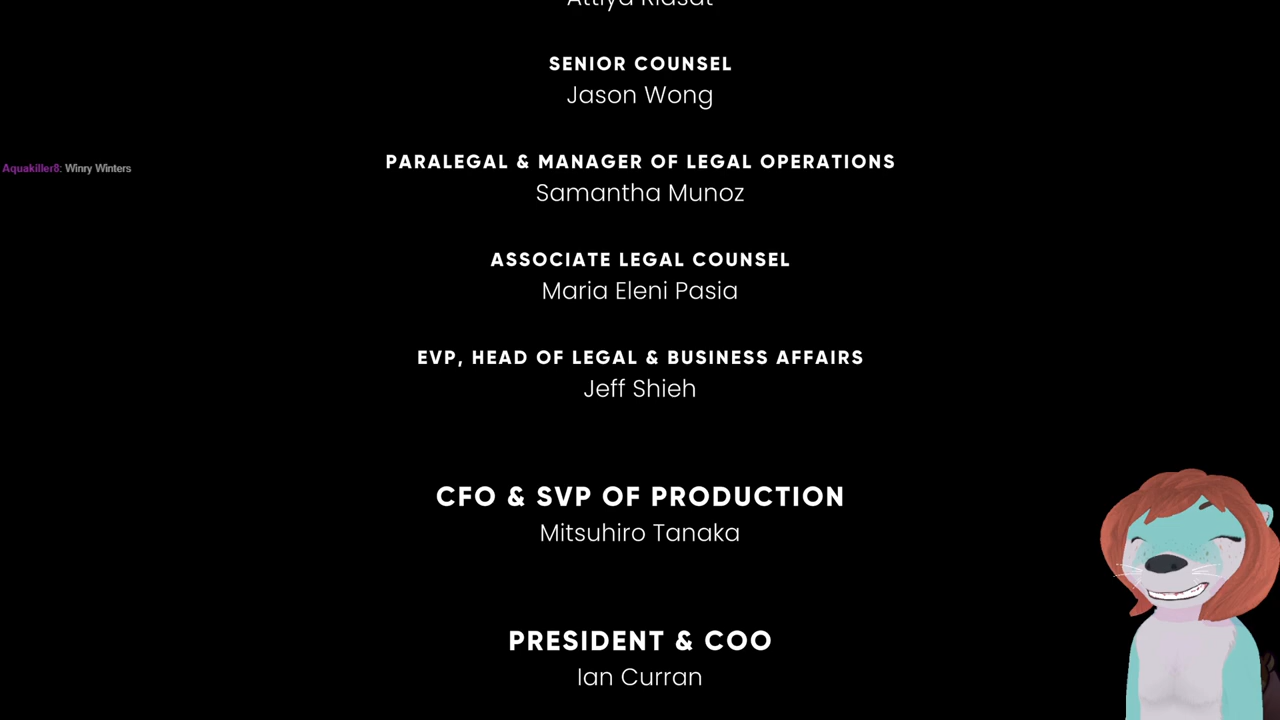 SENIOR COUNSEL
Jason Wong
Aquakiller8: Winry Winters
PARALEGAL & MANAGER OF LEGAL OPERATIONS
Samantha Munoz
ASSOCIATE LEGAL COUNSEL
Maria Eleni Pasia
EVP, HEAD OF LEGAL & BUSINESS AFFAIRS
Jeff Shieh
CFO & SVP OF PRODUCTION
Mitsuhiro Tanaka
PRESIDENT & COO
Ian Curran